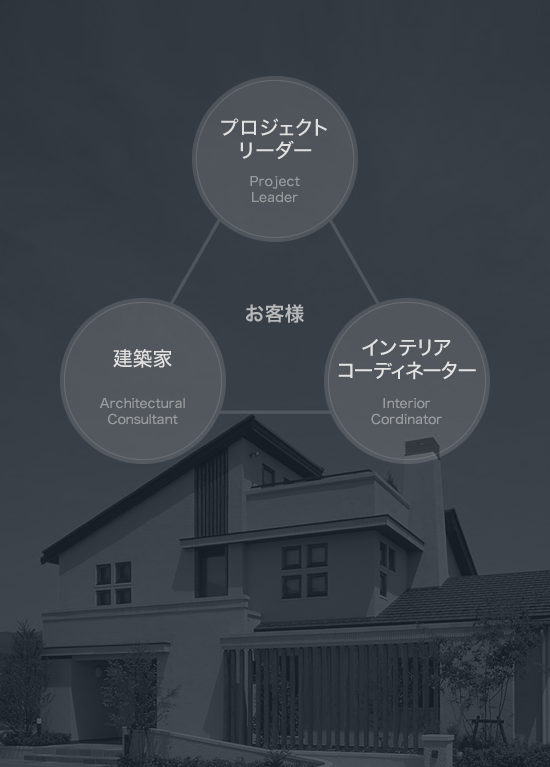 プロジェクト
リーダー
Project
Leader
お客様
建築家
Architectural
Consultant
インテリア
コーディネーター
Interior
Cordinator